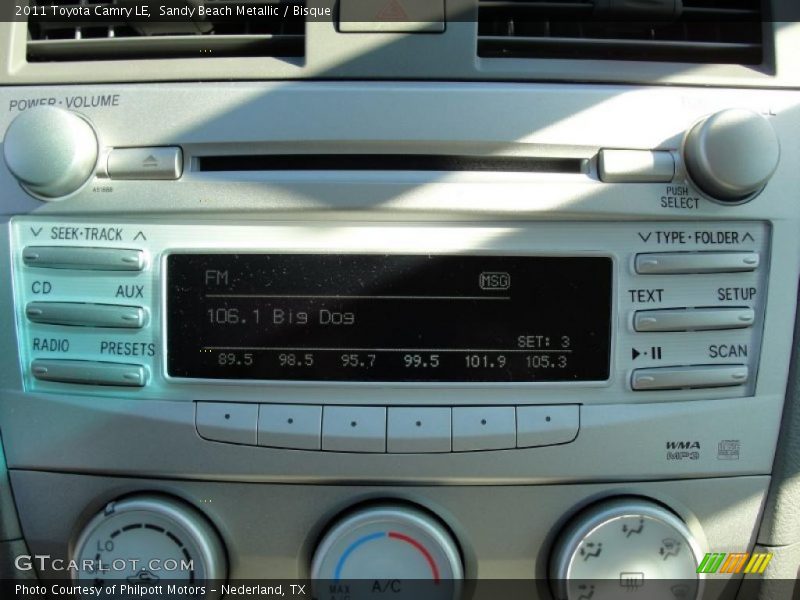 2011 Toyota Camry LE, Sandy Beach Metallic / Bisque
POWER · VOLUME
A51888
PUSH
SELECT
SEEK · TRACK
CD AUX
RADIO PRESETS
FM MSG
106.1 Big Dog
SET: 3
89.5 98.5 95.7 99.5 101.9 105.3
TYPE · FOLDER
TEXT SETUP
SCAN
WMA
MP3
LO
MAX
A/C
A/C
GTCARLOT.COM
Photo Courtesy of Philpott Motors - Nederland, TX